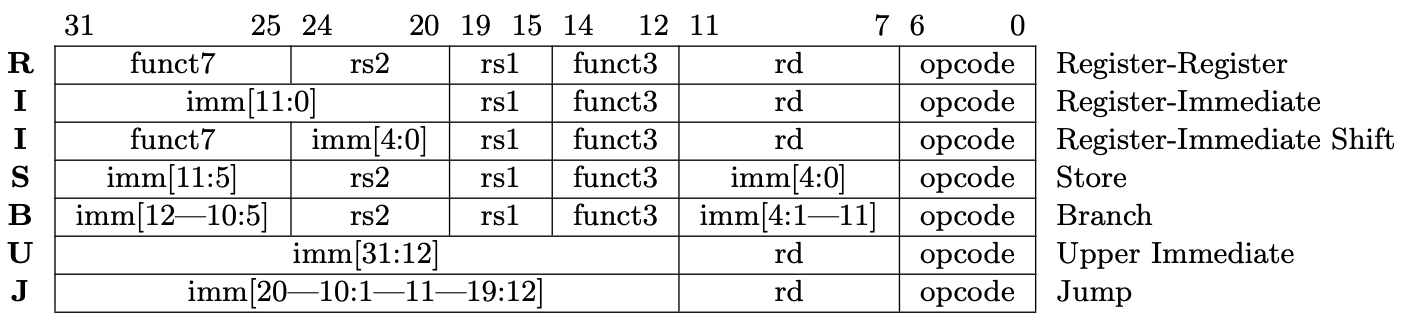 31 25 24 20 19 15 14 12 11 7 6 0
R funct7 rs2 rs1 funct3 rd opcode Register-Register
I imm[11:0] rs1 funct3 rd opcode Register-Immediate
I funct7 imm[4:0] rs1 funct3 rd opcode Register-Immediate Shift
S imm[11:5] rs2 rs1 funct3 imm[4:0] opcode Store
B imm[12—10:5] rs2 rs1 funct3 imm[4:1—11] opcode Branch
U imm[31:12] rd opcode Upper Immediate
J imm[20—10:1—11—19:12] rd opcode Jump